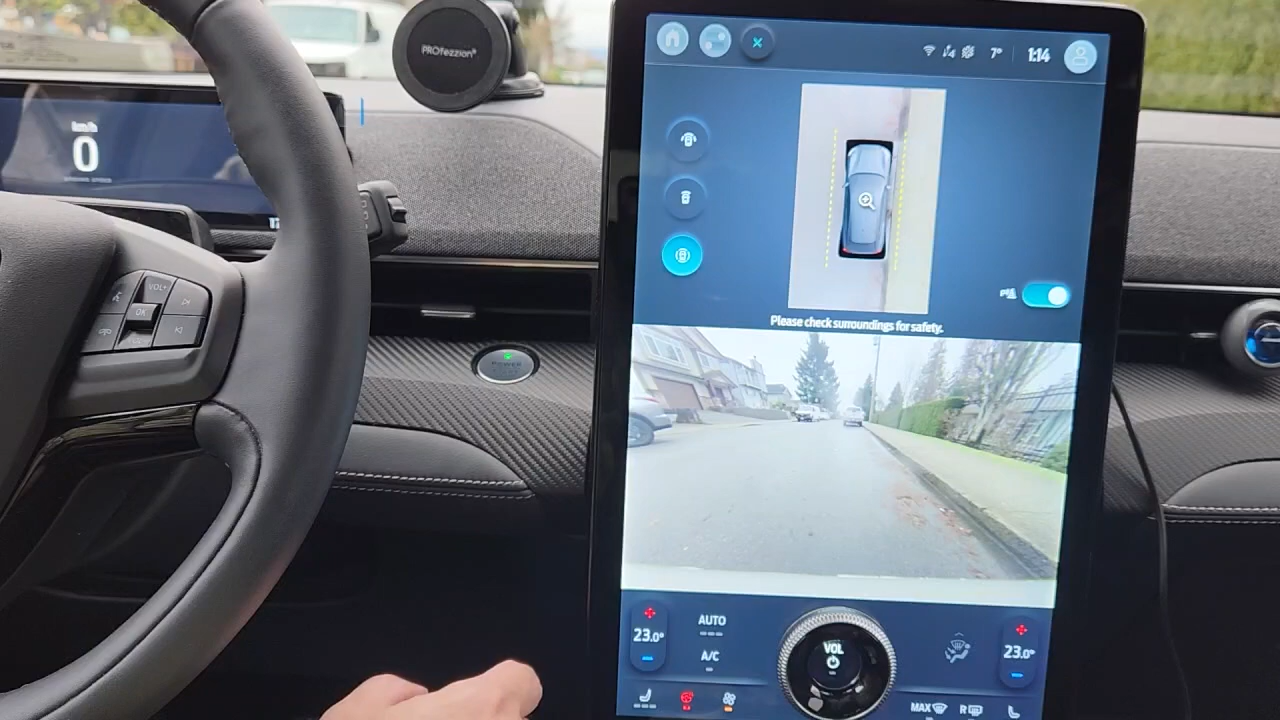 PROfezzion®
km/h
0
7°
1:14
VOL+
OK
POWER
Please check surroundings for safety.
23.0°
AUTO
A/C
VOL
23.0°
MAX
R